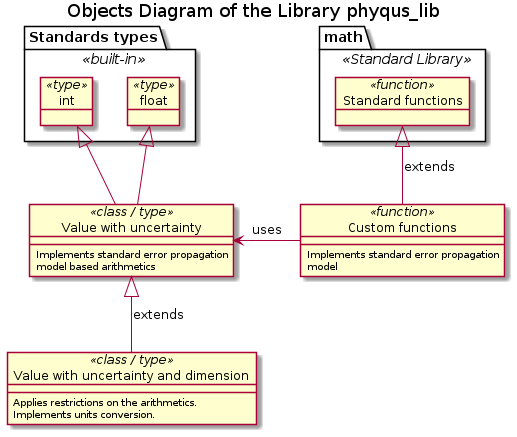 Objects Diagram of the Library phyqus_lib
Standards types
«built-in»
«type»
int
«type»
float
math
«Standard Library»
«function»
Standard functions
extends
«class / type»
Value with uncertainty
Implements standard error propagation
model based arithmetics
uses
«function»
Custom functions
Implements standard error propagation
model
extends
«class / type»
Value with uncertainty and dimension
Applies restrictions on the arithmetics.
Implements units conversion.